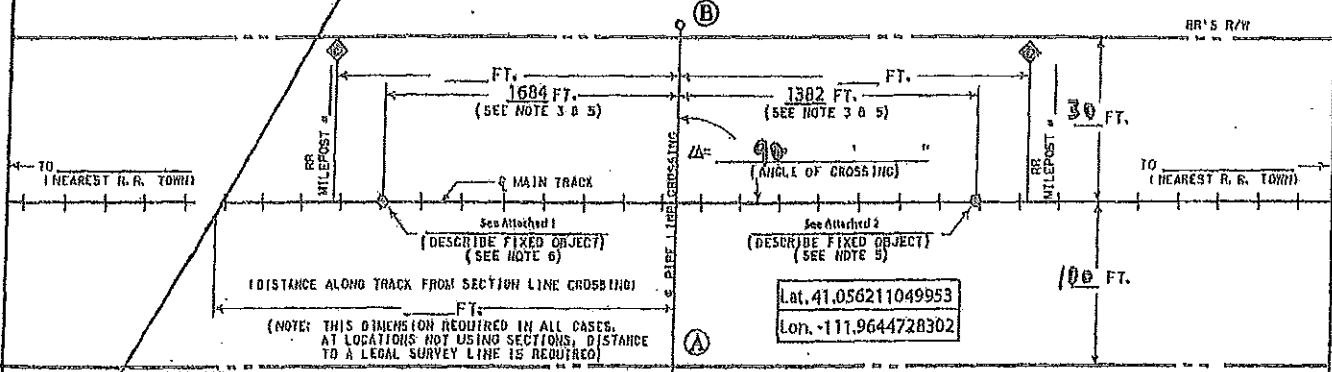 B
RR'S R/W
FT. FT.
1684 FT. 1382 FT.
(SEE NOTE 3 & 5) (SEE NOTE 3 & 5)
30 FT.
RR MILEPOST " RR MILEPOST "
∠= 90° ' "
(ANGLE OF CROSSING)
TO TO
(NEAREST R.R. TOWN) (NEAREST R.R. TOWN)
℄ MAIN TRACK
℄ PIPE LINE CROSSING
See Attached 1 See Attached 2
(DESCRIBE FIXED OBJECT) (DESCRIBE FIXED OBJECT)
(SEE NOTE 6) (SEE NOTE 5)
100 FT.
(DISTANCE ALONG TRACK FROM SECTION LINE CROSSING)
FT.
(NOTE: THIS DIMENSION REQUIRED IN ALL CASES.
AT LOCATIONS NOT USING SECTIONS, DISTANCE
TO A LEGAL SURVEY LINE IS REQUIRED)
Lat. 41.056211049953
Lon. -111.9644728302
A